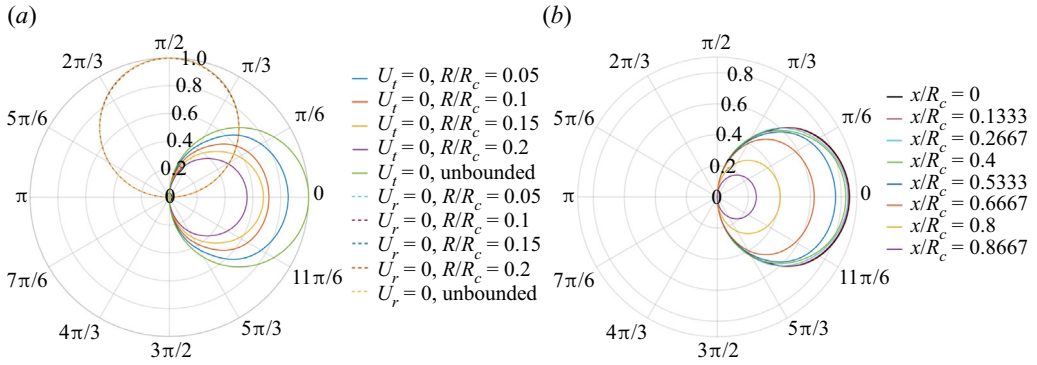 (a)
π/2
2π/3
π/3
5π/6
π/6
π
0
7π/6
11π/6
4π/3
5π/3
3π/2
1.0
0.8
0.6
0.4
0.2
0
U_t = 0, R/R_c = 0.05
U_t = 0, R/R_c = 0.1
U_t = 0, R/R_c = 0.15
U_t = 0, R/R_c = 0.2
U_t = 0, unbounded
U_r = 0, R/R_c = 0.05
U_r = 0, R/R_c = 0.1
U_r = 0, R/R_c = 0.15
U_r = 0, R/R_c = 0.2
U_r = 0, unbounded
(b)
π/2
2π/3
π/3
5π/6
π/6
π
0
7π/6
11π/6
4π/3
5π/3
3π/2
0.8
0.6
0.4
0.2
0
x/R_c = 0
x/R_c = 0.1333
x/R_c = 0.2667
x/R_c = 0.4
x/R_c = 0.5333
x/R_c = 0.6667
x/R_c = 0.8
x/R_c = 0.8667